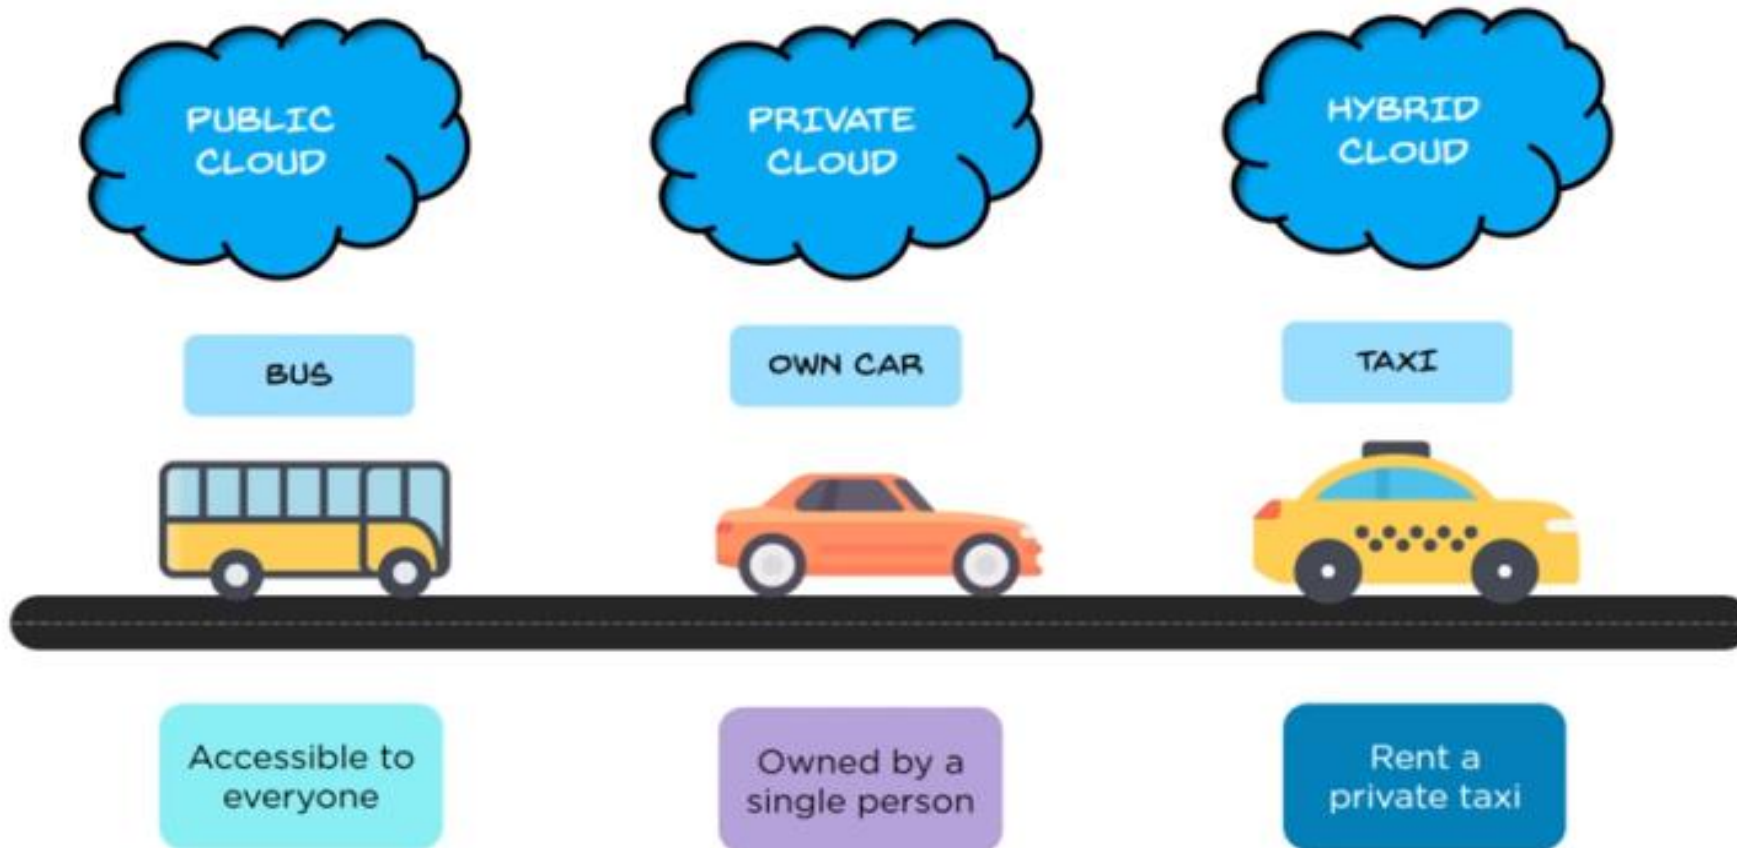 PUBLIC
CLOUD
PRIVATE
CLOUD
HYBRID
CLOUD
BUS
OWN CAR
TAXI
Accessible to
everyone
Owned by a
single person
Rent a
private taxi